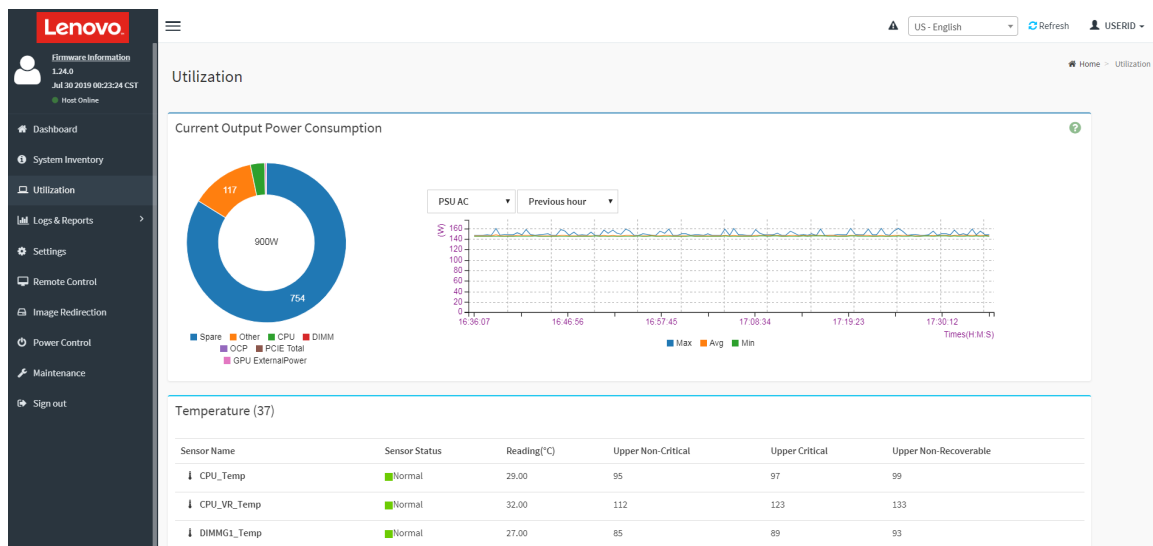 Lenovo.
Firmware Information
1.24.0
Jul 30 2019 00:23:24 CST
Host Online
Dashboard
System Inventory
Utilization
Logs & Reports
Settings
Remote Control
Image Redirection
Power Control
Maintenance
Sign out
US - English
Refresh
USERID
Utilization
Home > Utilization
Current Output Power Consumption
?
117
900W
754
Spare Other CPU DIMM
OCP PCIE Total
GPU ExternalPower
PSU AC Previous hour
(W)
160
140
120
100
80
60
40
20
0
16:36:07 16:46:56 16:57:45 17:08:34 17:19:23 17:30:12
Times(H:M:S)
Max Avg Min
Temperature (37)
Sensor Name Sensor Status Reading(°C) Upper Non-Critical Upper Critical Upper Non-Recoverable
CPU_Temp Normal 29.00 95 97 99
CPU_VR_Temp Normal 32.00 112 123 133
DIMMG1_Temp Normal 27.00 85 89 93